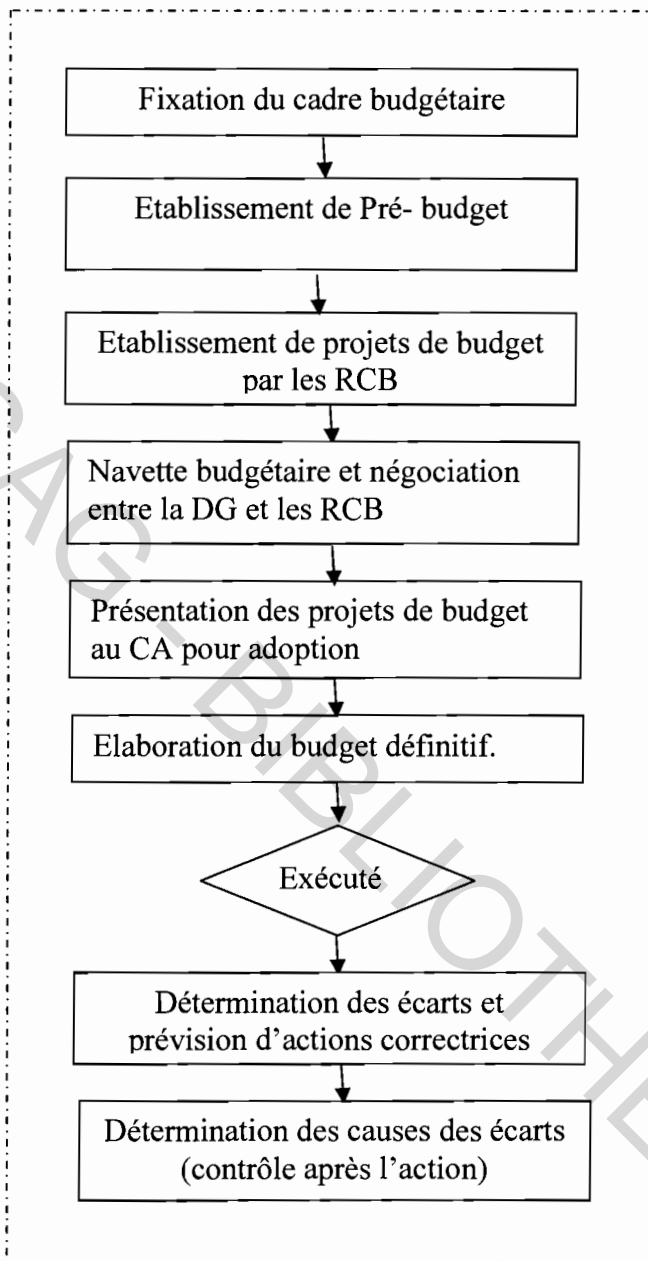 Fixation du cadre budgétaire
Etablissement de Pré- budget
Etablissement de projets de budget
par les RCB
Navette budgétaire et négociation
entre la DG et les RCB
Présentation des projets de budget
au CA pour adoption
Elaboration du budget définitif.
Exécuté
Détermination des écarts et
prévision d'actions correctrices
Détermination des causes des écarts
(contrôle après l'action)